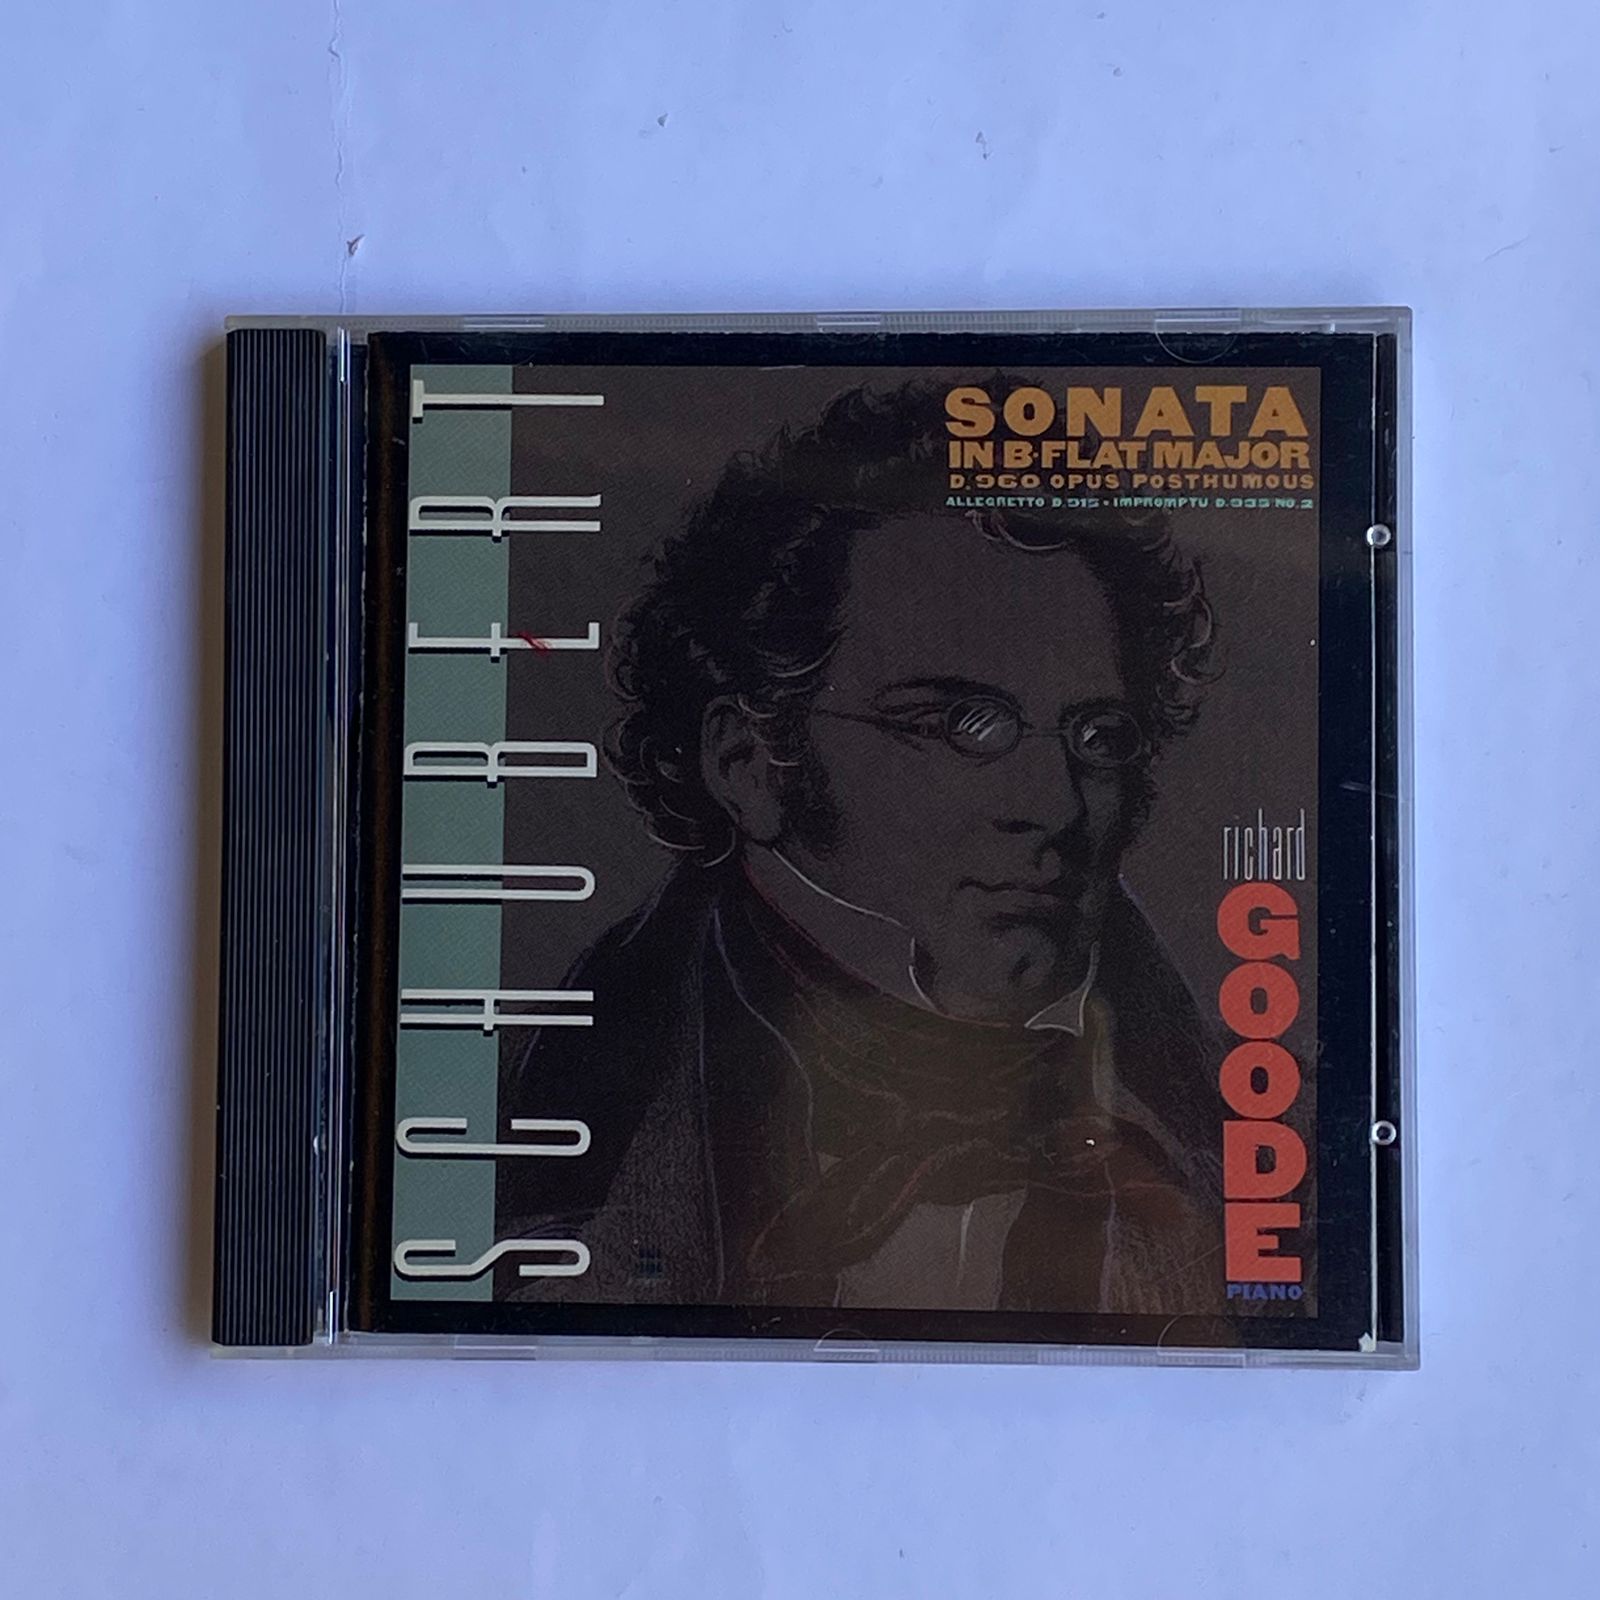 SCHUBERT
SONATA
IN B-FLAT MAJOR
D.960 OPUS POSTHUMOUS
ALLEGRETTO D.915 • IMPROMPTU D.935 NO.2
richard
GOODE
PIANO